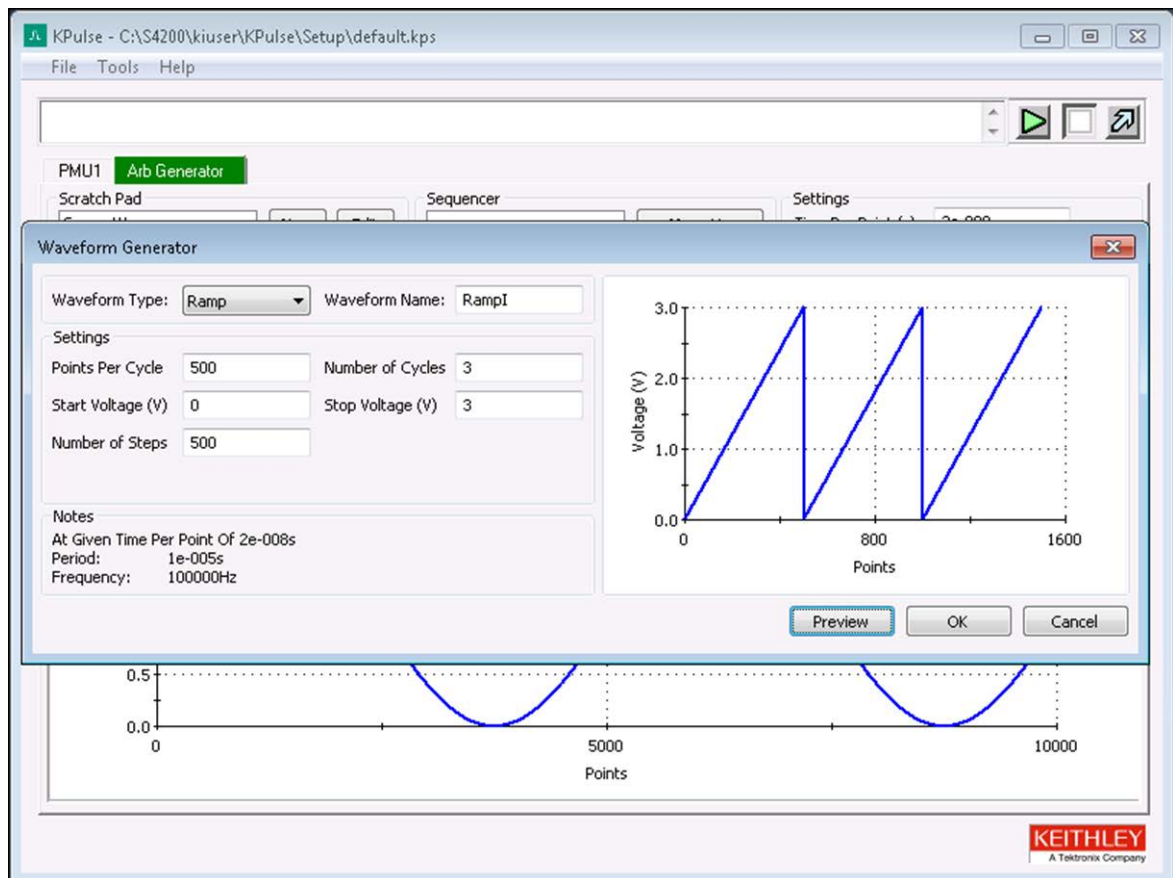 KPulse - C:\S4200\kiuser\KPulse\Setup\default.kps
File Tools Help
PMU1 Arb Generator
Scratch Pad Sequencer Settings
Waveform Generator
Waveform Type: Ramp Waveform Name: RampI
Settings
Points Per Cycle 500 Number of Cycles 3
Start Voltage (V) 0 Stop Voltage (V) 3
Number of Steps 500
Notes
At Given Time Per Point Of 2e-008s
Period: 1e-005s
Frequency: 100000Hz
3.0
2.0
1.0
0.0
Voltage (V)
0 800 1600
Points
Preview OK Cancel
0.5
0.0
0 5000 10000
Points
KEITHLEY
A Tektronix Company